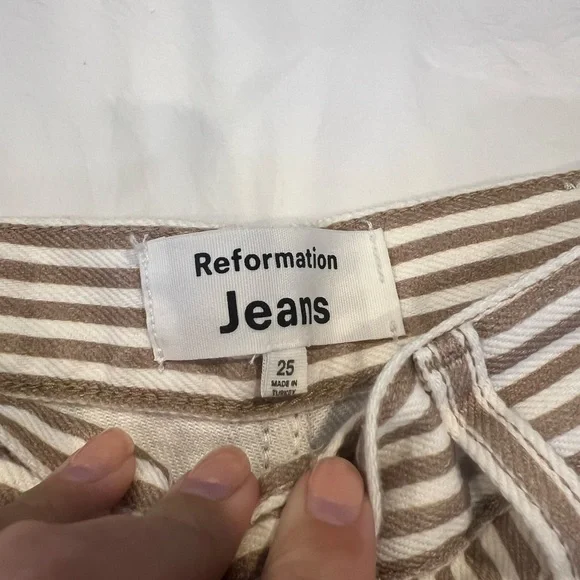 Reformation
Jeans
25
MADE IN
TURKEY